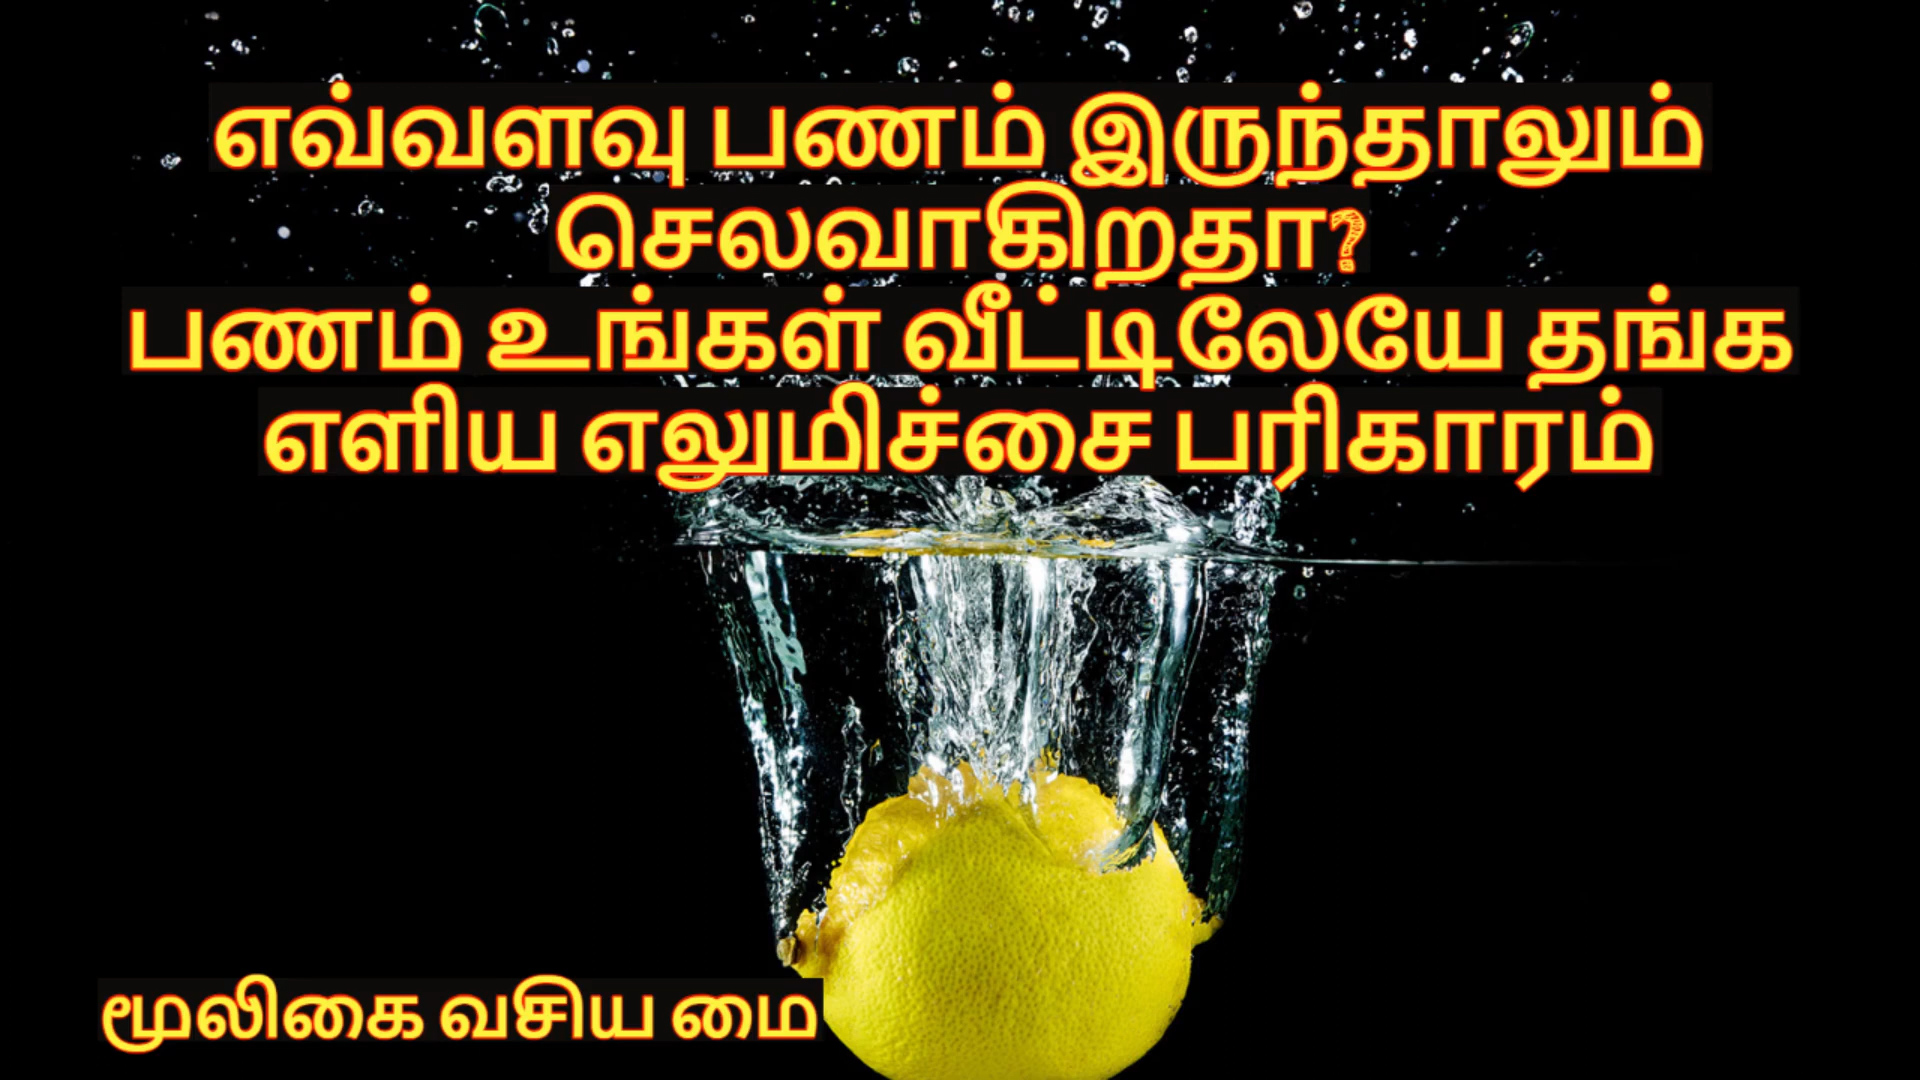 எவ்வளவு பணம் இருந்தாலும்
செலவாகிறதா?
பணம் உங்கள் வீட்டிலேயே தங்க
எளிய எலுமிச்சை பரிகாரம்
மூலிகை வசிய மை